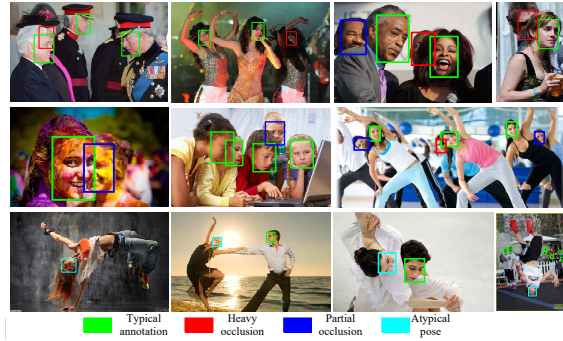 Typical annotation
Heavy occlusion
Partial occlusion
Atypical pose